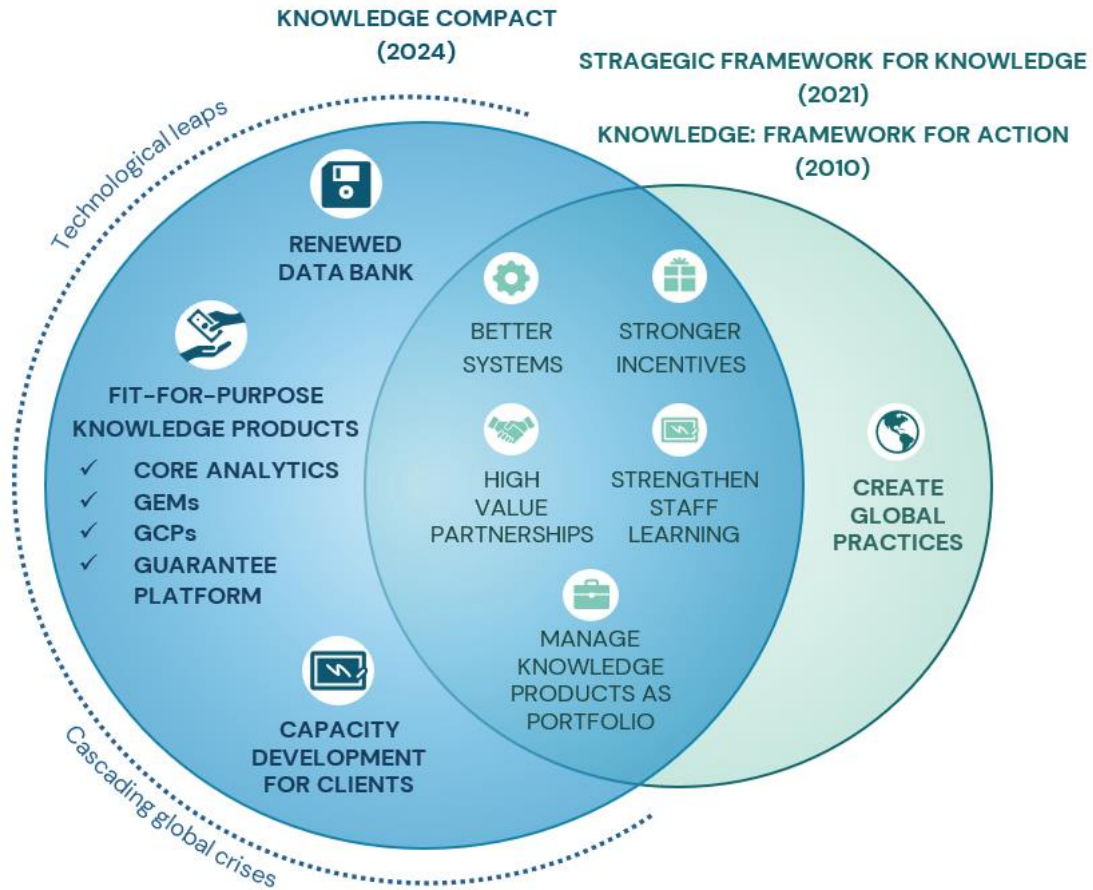 KNOWLEDGE COMPACT
(2024)
STRAGEGIC FRAMEWORK FOR KNOWLEDGE
(2021)
KNOWLEDGE: FRAMEWORK FOR ACTION
(2010)
Technological leaps
RENEWED
DATA BANK
FIT-FOR-PURPOSE
KNOWLEDGE PRODUCTS
✓ CORE ANALYTICS
✓ GEMs
✓ GCPs
✓ GUARANTEE
PLATFORM
CAPACITY
DEVELOPMENT
FOR CLIENTS
Cascading global crises
BETTER
SYSTEMS
STRONGER
INCENTIVES
HIGH
VALUE
PARTNERSHIPS
STRENGTHEN
STAFF
LEARNING
MANAGE
KNOWLEDGE
PRODUCTS AS
PORTFOLIO
CREATE
GLOBAL
PRACTICES